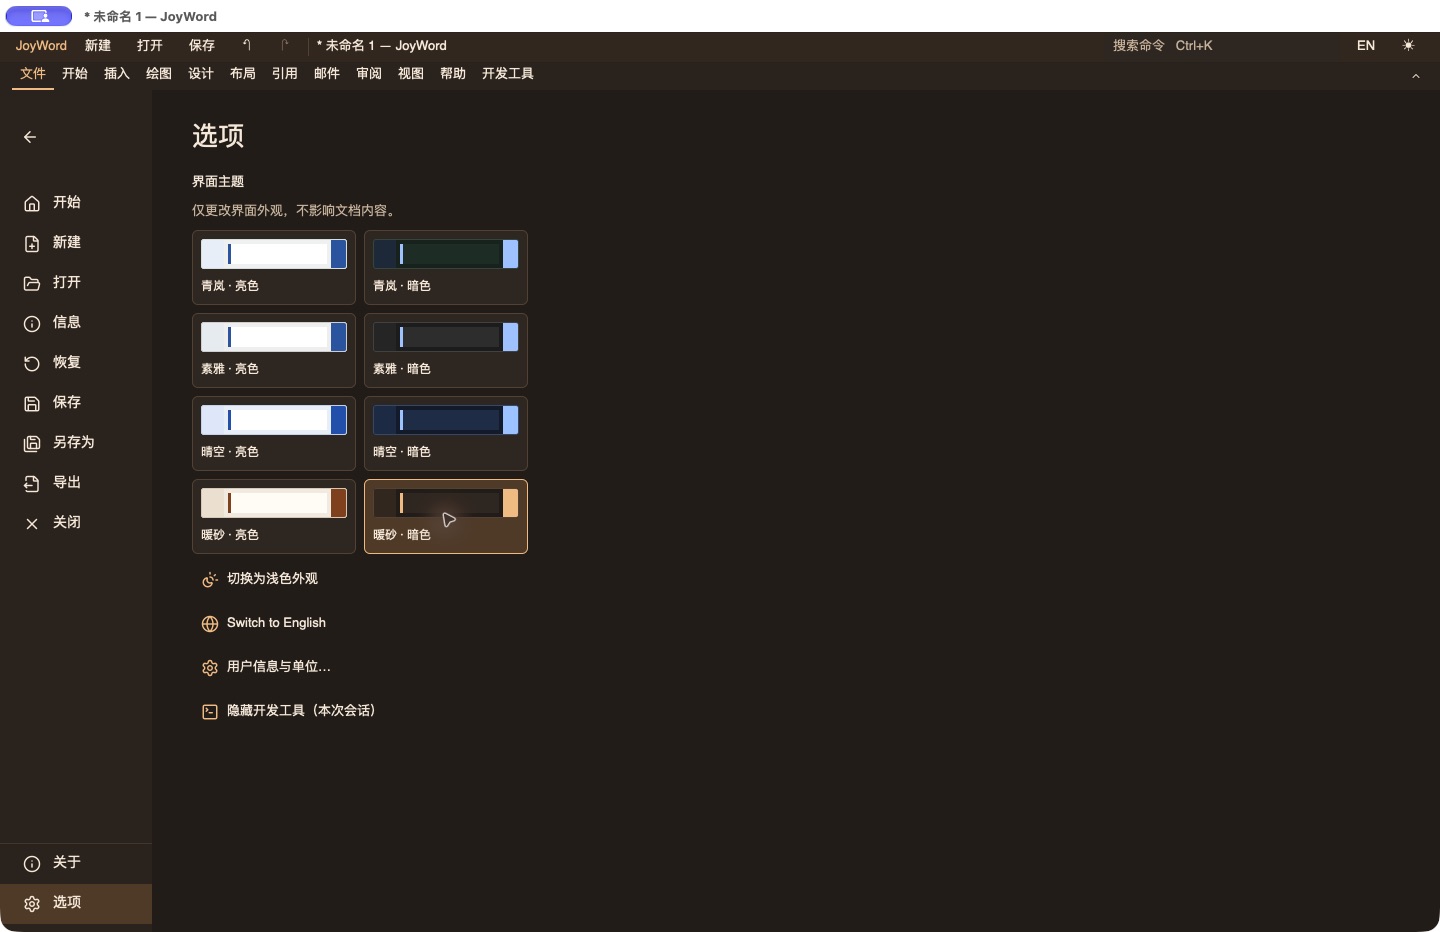 * 未命名 1 — JoyWord
JoyWord 新建 打开 保存 * 未命名 1 — JoyWord 搜索命令 Ctrl+K EN
文件 开始 插入 绘图 设计 布局 引用 邮件 审阅 视图 帮助 开发工具
选项
界面主题
仅更改界面外观，不影响文档内容。
青岚 · 亮色
青岚 · 暗色
素雅 · 亮色
素雅 · 暗色
晴空 · 亮色
晴空 · 暗色
暖砂 · 亮色
暖砂 · 暗色
切换为浅色外观
Switch to English
用户信息与单位...
隐藏开发工具（本次会话）
开始
新建
打开
信息
恢复
保存
另存为
导出
关闭
关于
选项